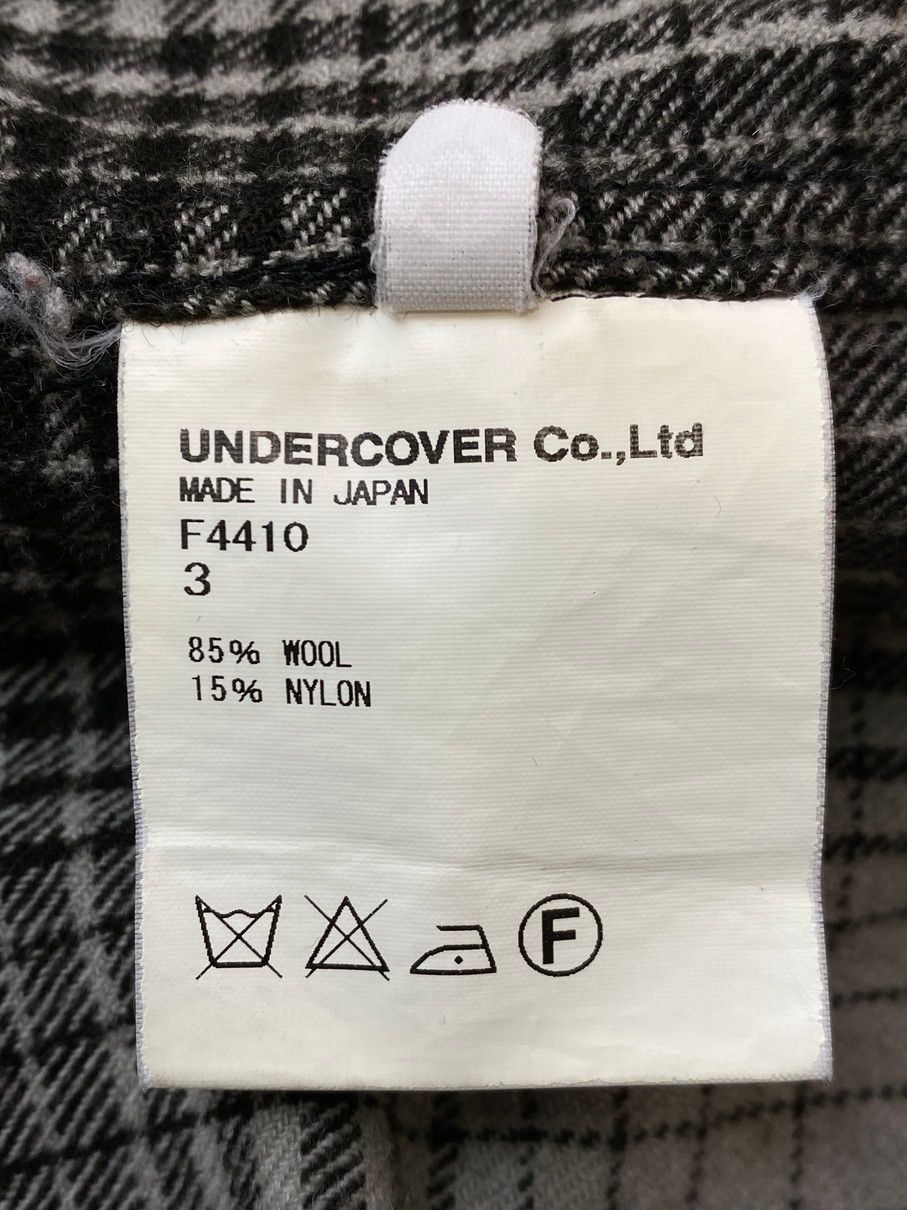 UNDERCOVER Co.,Ltd
MADE IN JAPAN
F4410
3
85% WOOL
15% NYLON
F